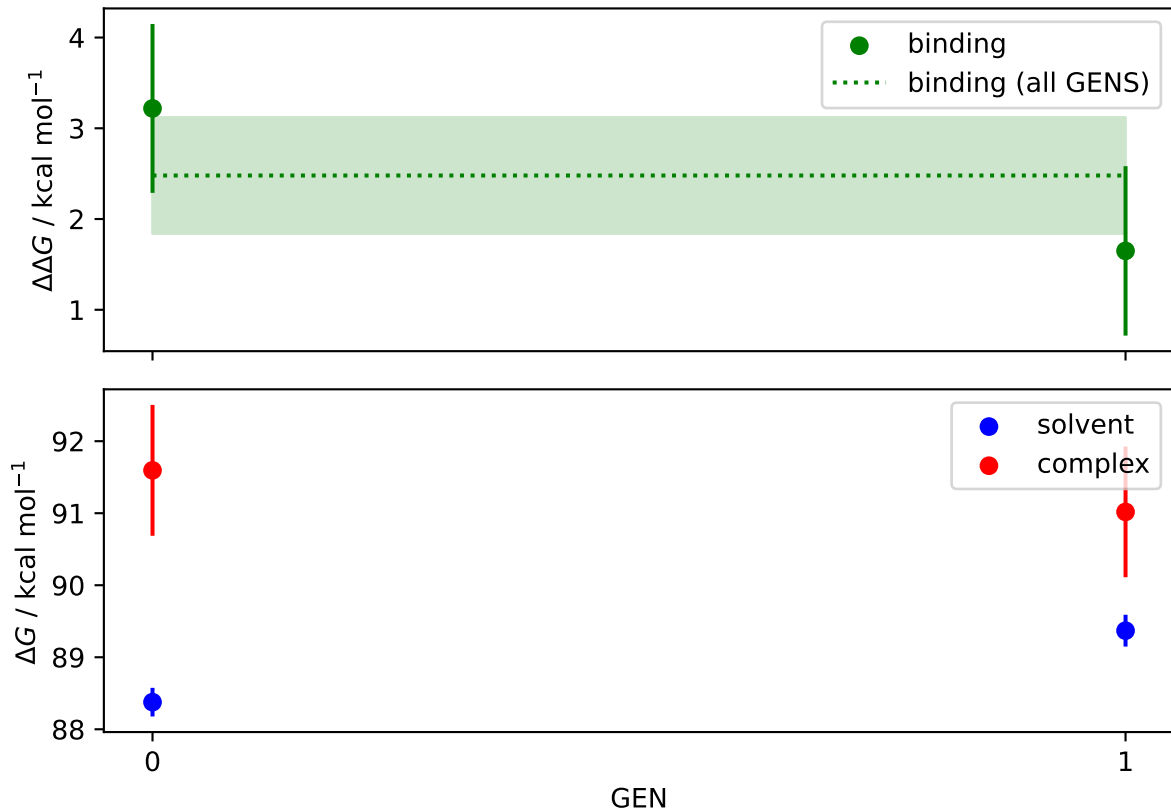 4
3
2
1
ΔΔG / kcal mol⁻¹
binding
binding (all GENS)
92
91
90
89
88
ΔG / kcal mol⁻¹
solvent
complex
0
1
GEN